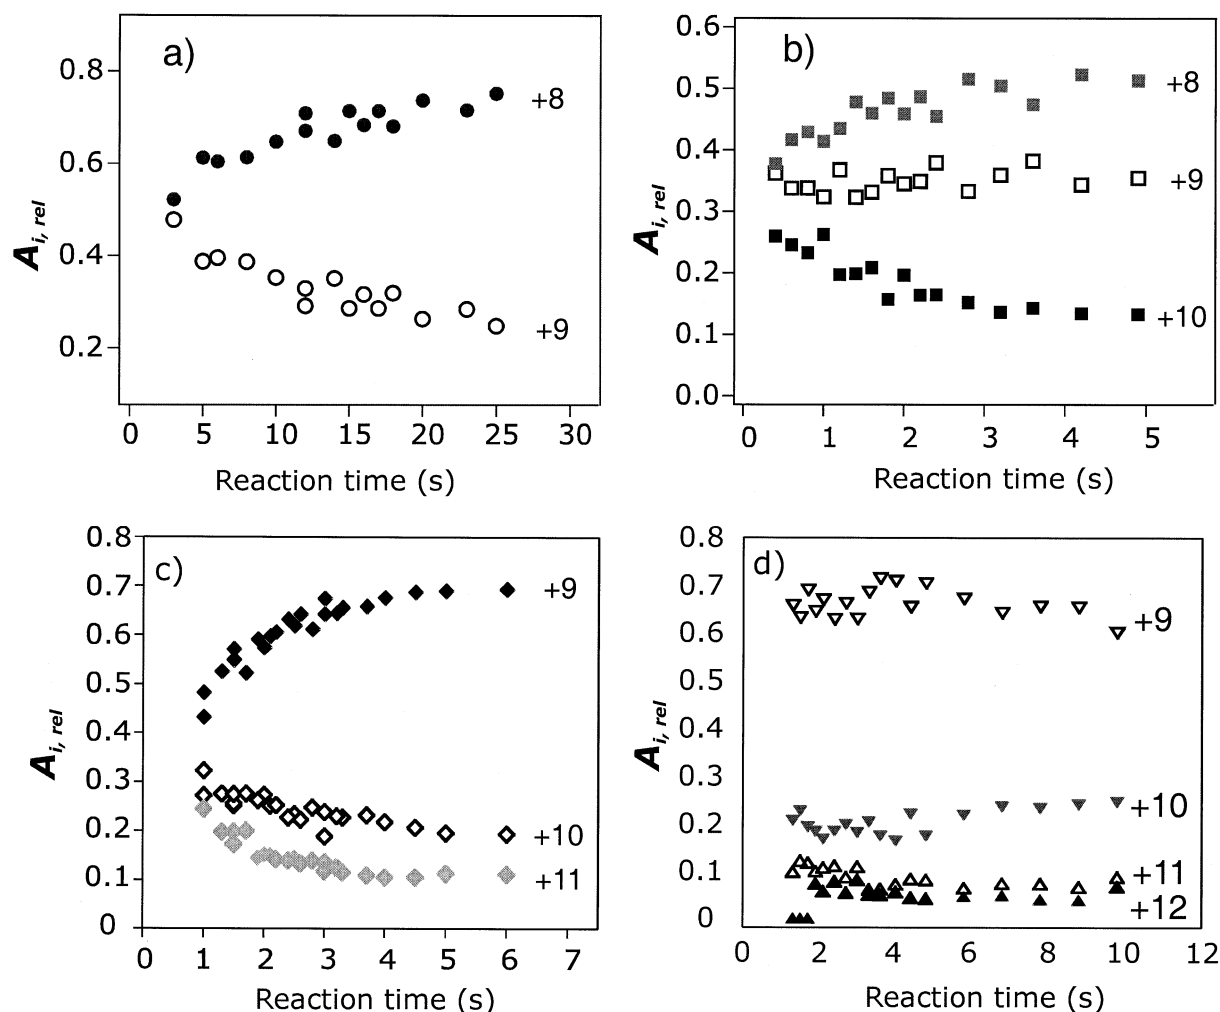 a)
0.8
0.6
0.4
0.2
A i, rel
+8
+9
0 5 10 15 20 25 30
Reaction time (s)
b)
0.6
0.5
0.4
0.3
0.2
0.1
0.0
A i, rel
+8
+9
+10
0 1 2 3 4 5
Reaction time (s)
c)
0.8
0.7
0.6
0.5
0.4
0.3
0.2
0.1
0
A i, rel
+9
+10
+11
0 1 2 3 4 5 6 7
Reaction time (s)
d)
0.8
0.7
0.6
0.5
0.4
0.3
0.2
0.1
0
A i, rel
+9
+10
+11
+12
0 2 4 6 8 10 12
Reaction time (s)